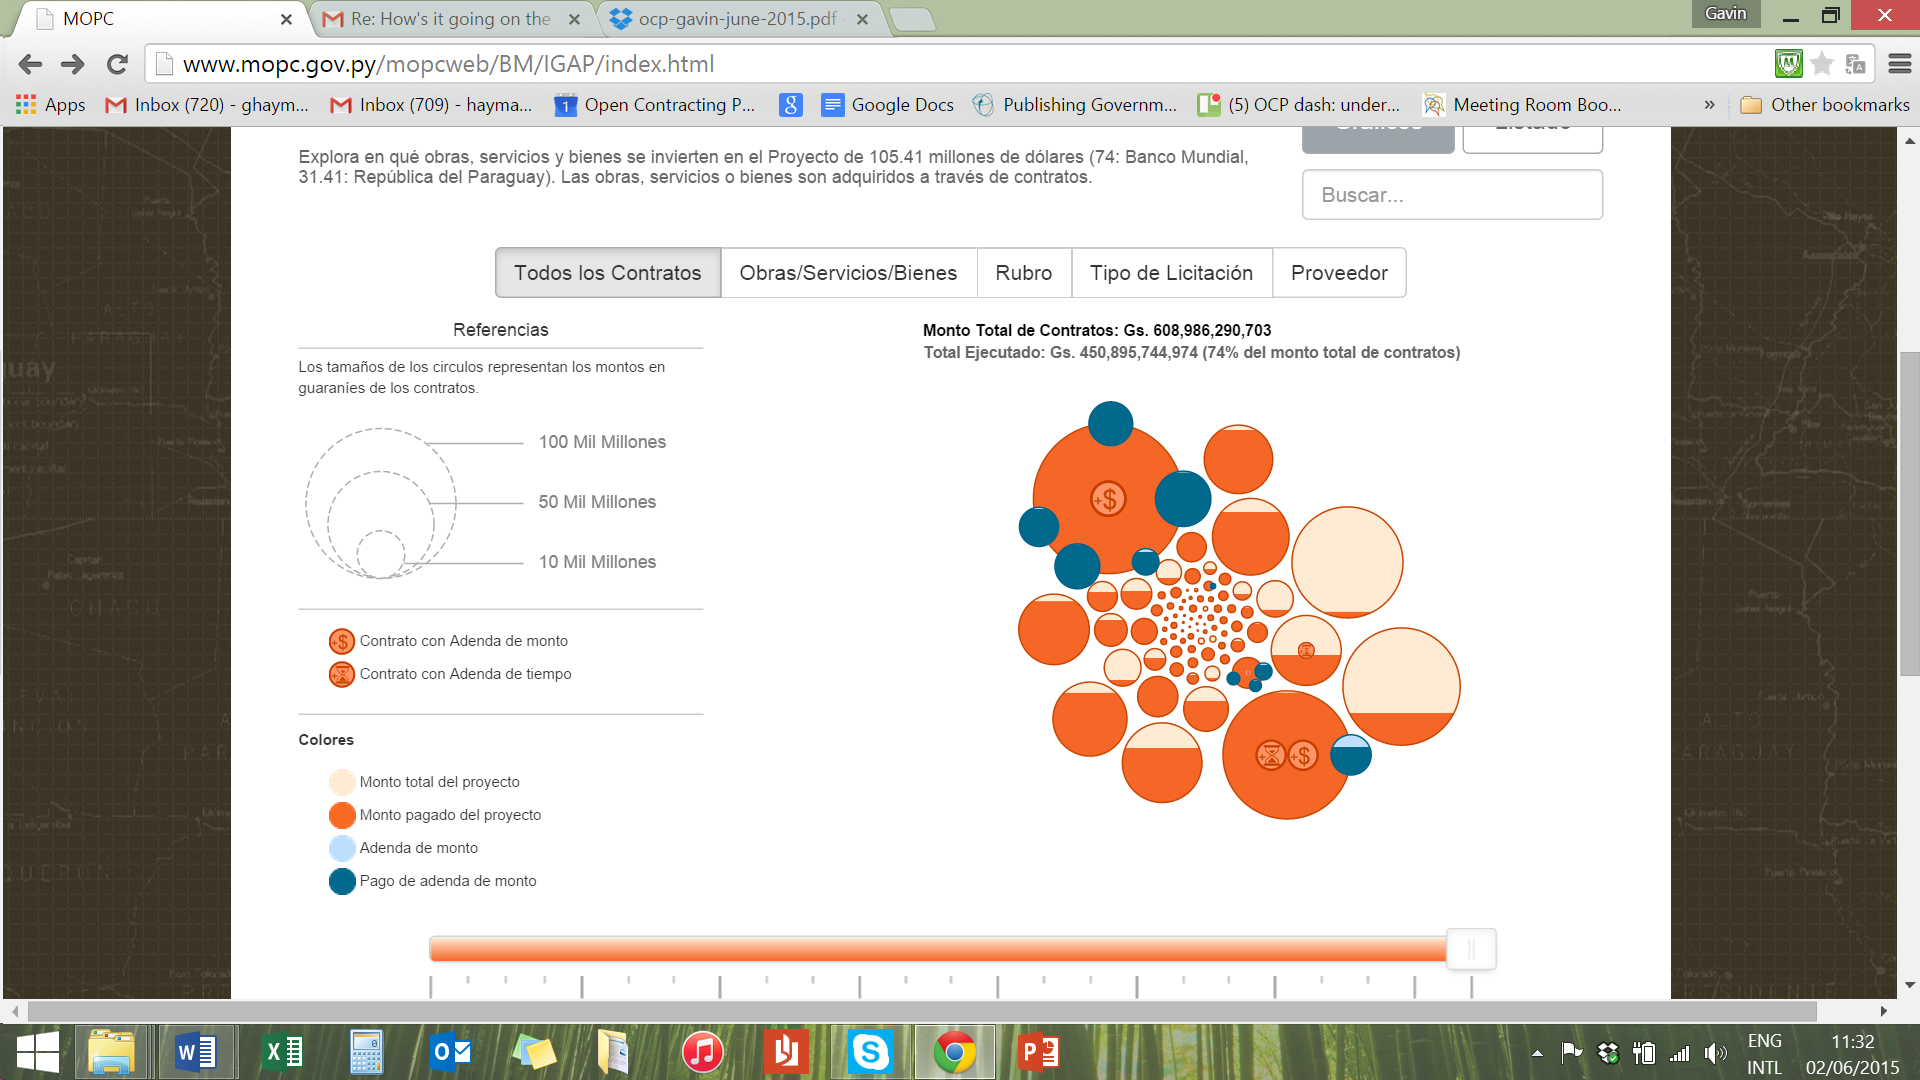 MOPC
Re: How's it going on the
ocp-gavin-june-2015.pdf
Gavin
www.mopc.gov.py/mopcweb/BM/IGAP/index.html
Apps
Inbox (720) - ghaym...
Inbox (709) - hayma...
Open Contracting P...
Google Docs
Publishing Governm...
(5) OCP dash: under...
Meeting Room Boo...
»
Other bookmarks
Gráficos
Listado
Explora en qué obras, servicios y bienes se invierten en el Proyecto de 105.41 millones de dólares (74: Banco Mundial,
31.41: República del Paraguay). Las obras, servicios o bienes son adquiridos a través de contratos.
Buscar...
Todos los Contratos
Obras/Servicios/Bienes
Rubro
Tipo de Licitación
Proveedor
Referencias
Los tamaños de los circulos representan los montos en
guaraníes de los contratos.
100 Mil Millones
50 Mil Millones
10 Mil Millones
Contrato con Adenda de monto
Contrato con Adenda de tiempo
Colores
Monto total del proyecto
Monto pagado del proyecto
Adenda de monto
Pago de adenda de monto
Monto Total de Contratos: Gs. 608,986,290,703
Total Ejecutado: Gs. 450,895,744,974 (74% del monto total de contratos)
+$
+$
ENG
INTL
11:32
02/06/2015